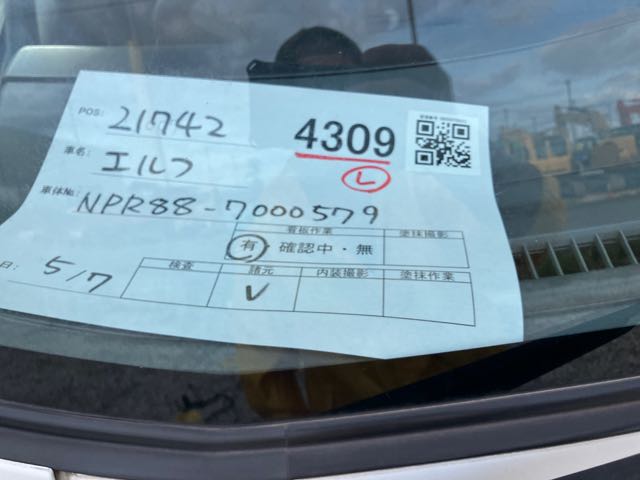 POS: 21742
4309
L
車名: エルフ
車体No: NPR88-7000579
看板作業 塗抹撮影
有・確認中・無
日: 5/7
検査 諸元 内装撮影 塗抹作業
V